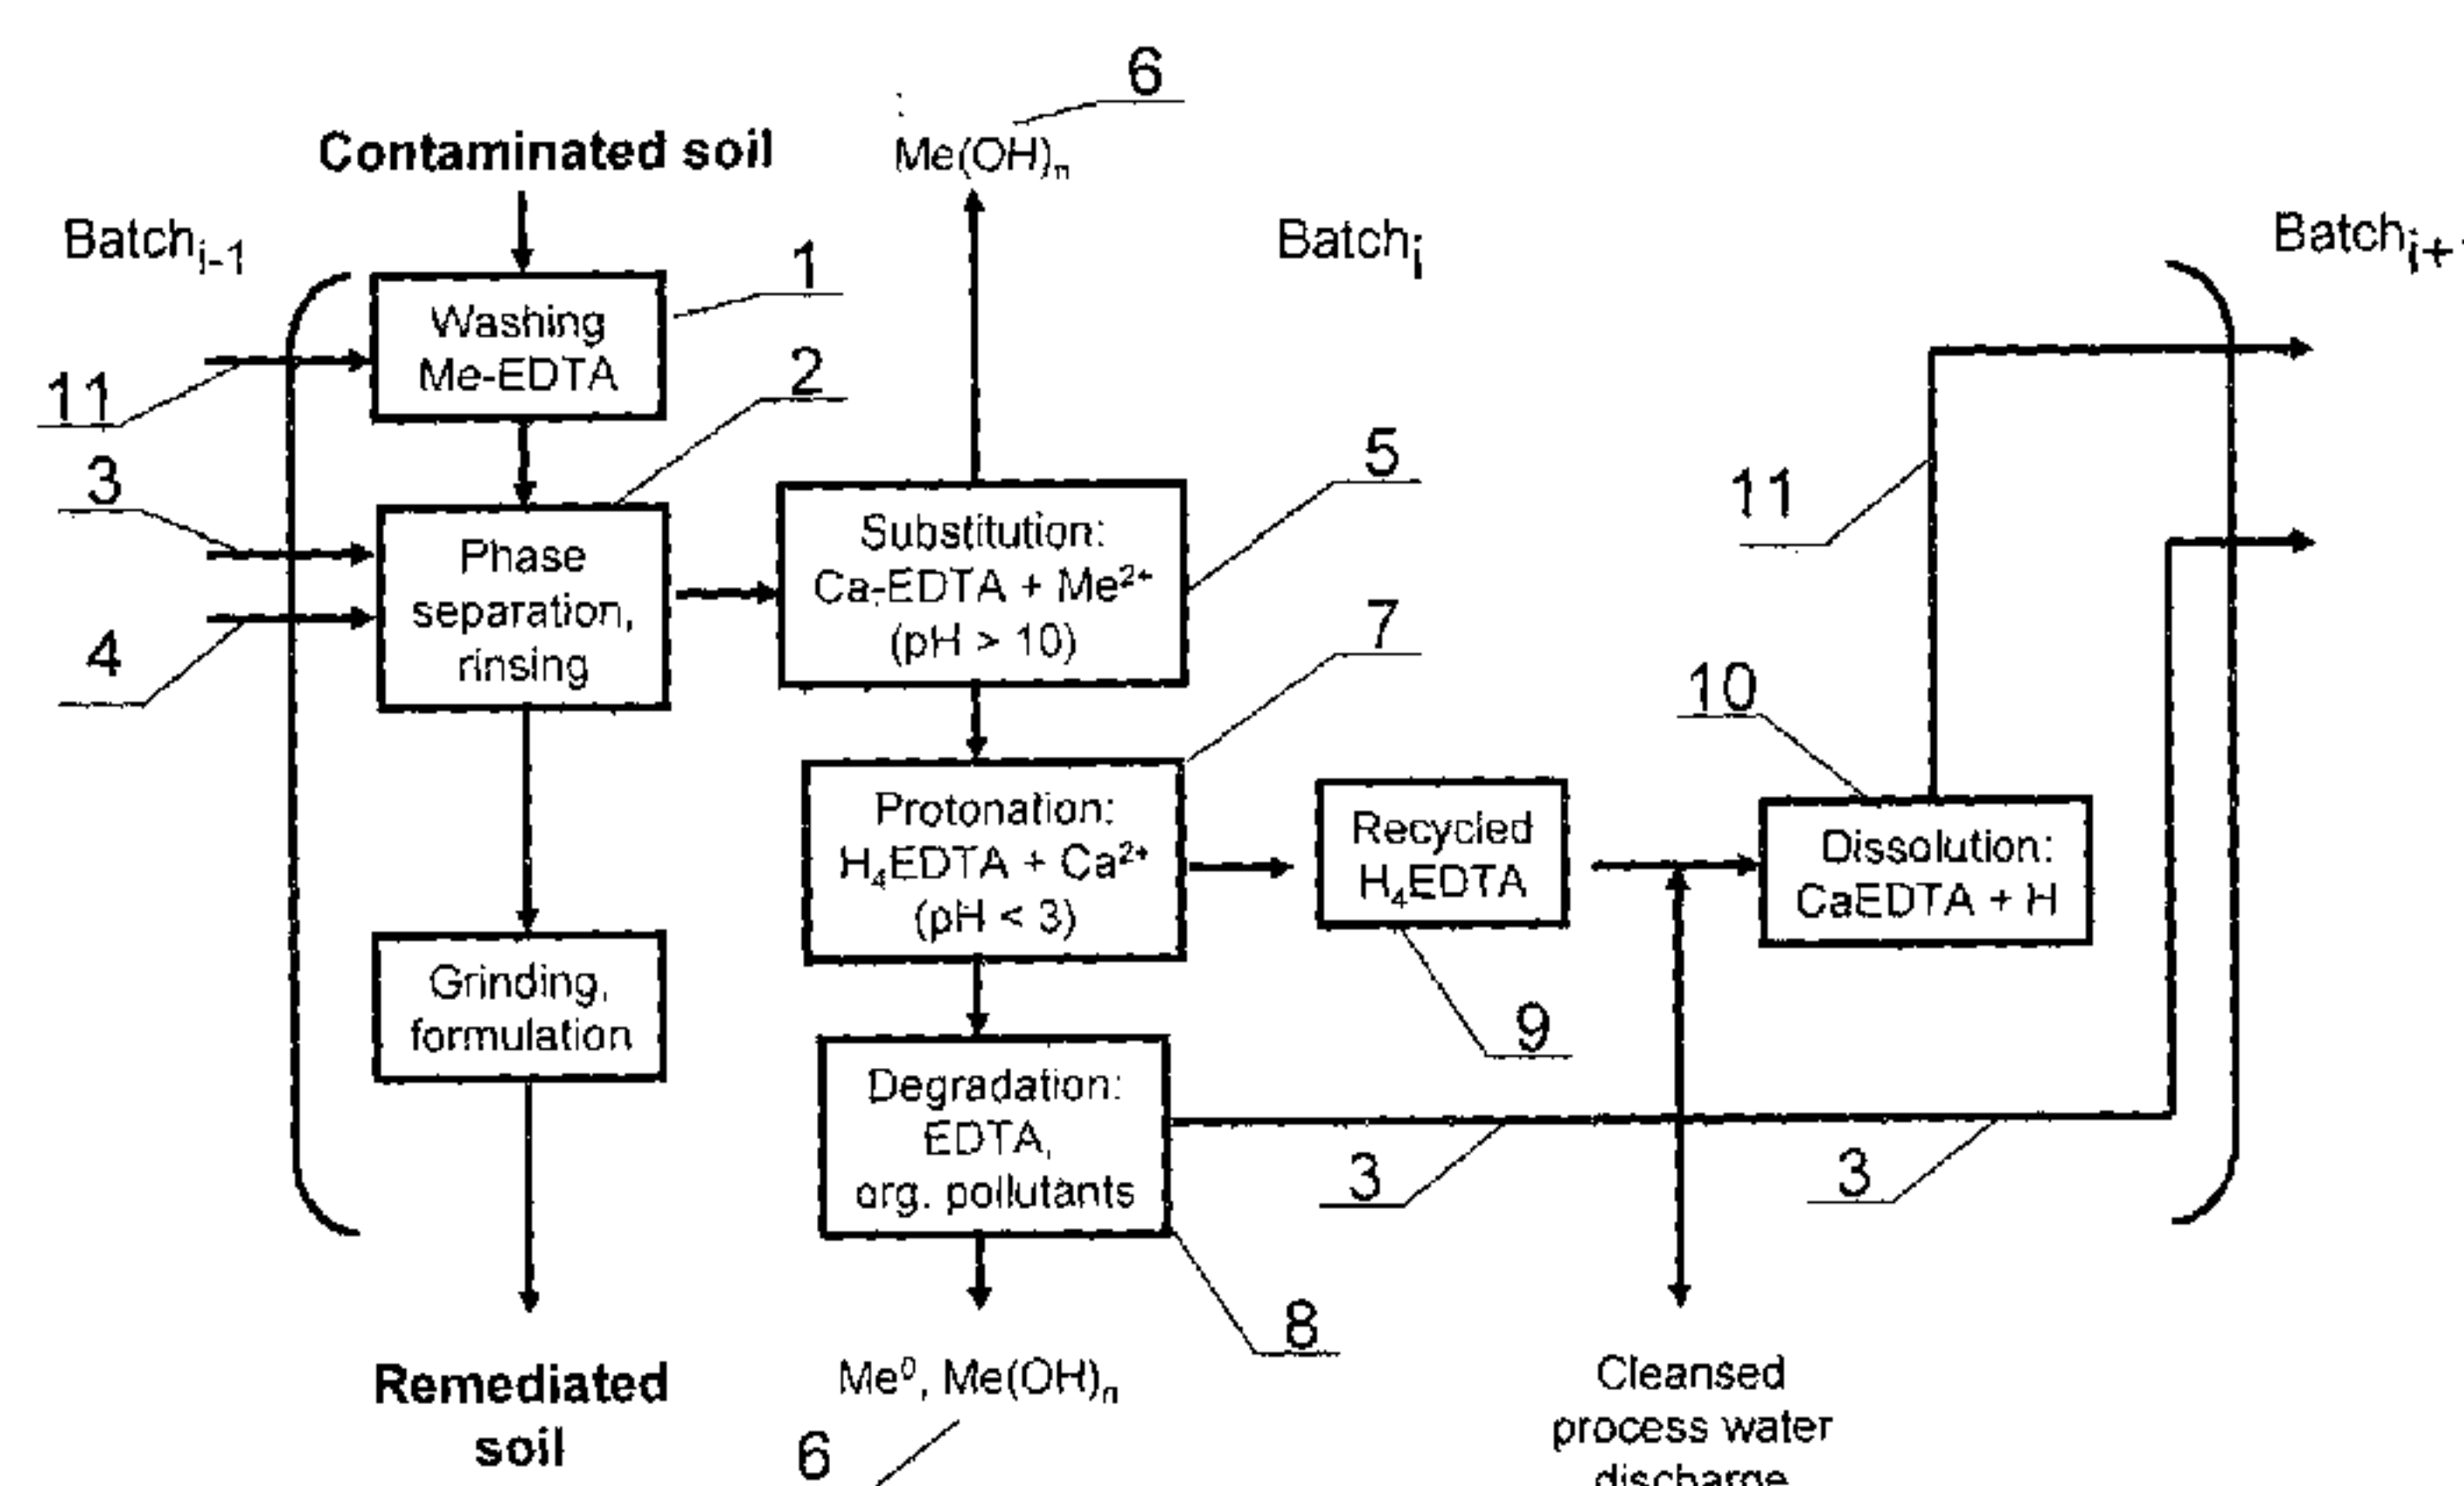 6
Contaminated soil
Me(OH)ₙ
Batchᵢ₋₁
Batchᵢ
Batchᵢ₊
1
Washing
Me-EDTA
2
11
3
4
Phase
separation,
rinsing
5
Substitution:
Ca-EDTA + Me²⁺
(pH > 10)
7
Protonation:
H₄EDTA + Ca²⁺
(pH < 3)
Recycled
H₄EDTA
9
10
11
Dissolution:
CaEDTA + H
Grinding,
formulation
Degradation:
EDTA,
org. pollutants
3
3
8
Remediated
soil
Me⁰, Me(OH)ₙ
6
Cleansed
process water
discharge